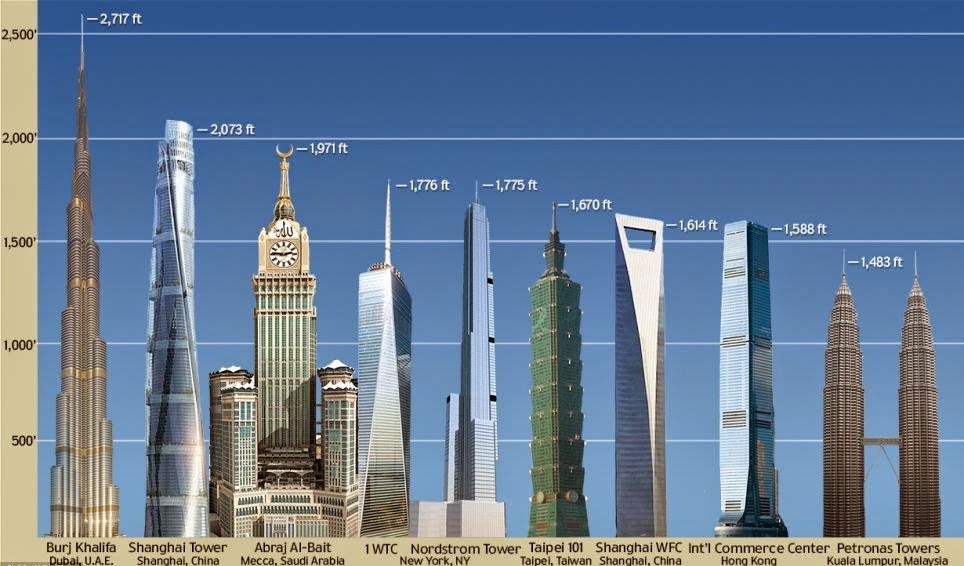 2,717 ft
2,500'
2,073 ft
2,000'
1,971 ft
1,776 ft
1,775 ft
1,670 ft
1,614 ft
1,588 ft
1,500'
1,483 ft
1,000'
500'
Burj Khalifa
Dubai, U.A.E.
Shanghai Tower
Shanghai, China
Abraj Al-Bait
Mecca, Saudi Arabia
1 WTC
Nordstrom Tower
New York, NY
Taipei 101
Taipei, Taiwan
Shanghai WFC
Shanghai, China
Int'l Commerce Center
Hong Kong
Petronas Towers
Kuala Lumpur, Malaysia